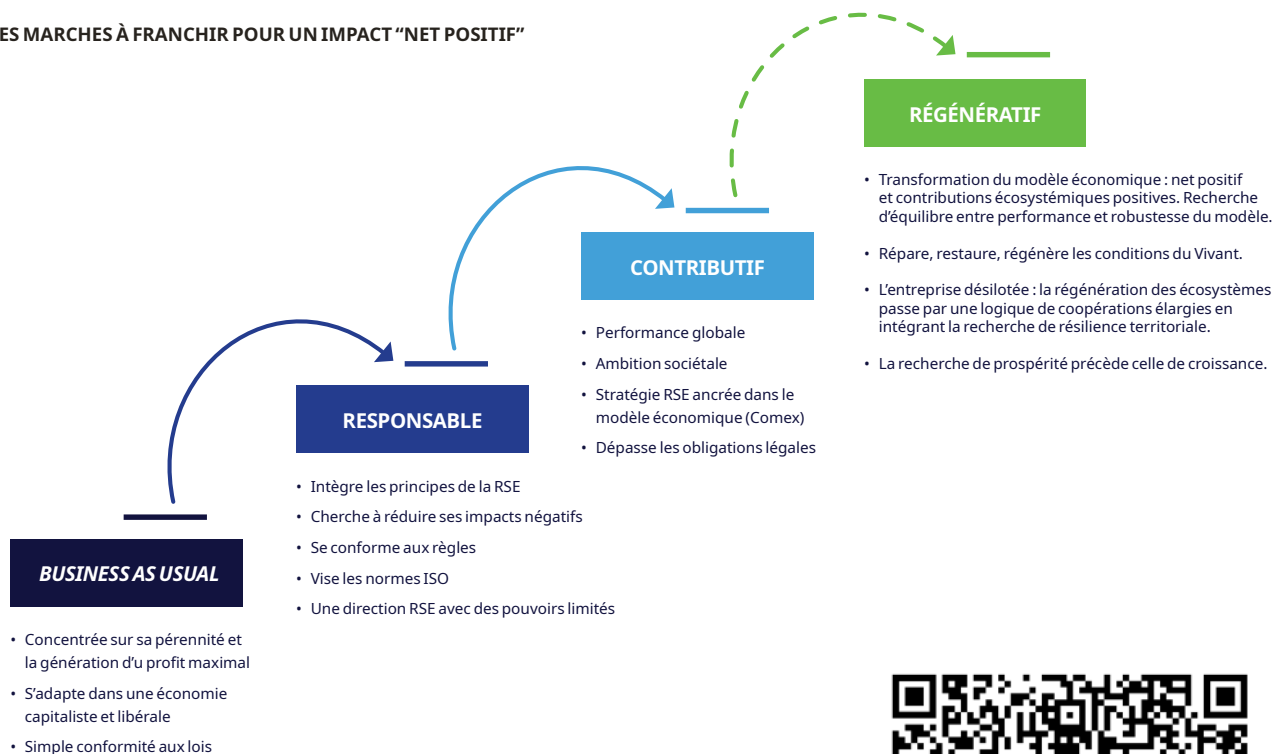 ES MARCHES À FRANCHIR POUR UN IMPACT “NET POSITIF”
RÉGÉNÉRATIF
• Transformation du modèle économique : net positif
et contributions écosystémiques positives. Recherche
d’équilibre entre performance et robustesse du modèle.
• Répare, restaure, régénère les conditions du Vivant.
• L’entreprise désilotée : la régénération des écosystèmes
passe par une logique de coopérations élargies en
intégrant la recherche de résilience territoriale.
• La recherche de prospérité précède celle de croissance.
CONTRIBUTIF
• Performance globale
• Ambition sociétale
• Stratégie RSE ancrée dans le
modèle économique (Comex)
• Dépasse les obligations légales
RESPONSABLE
• Intègre les principes de la RSE
• Cherche à réduire ses impacts négatifs
• Se conforme aux règles
• Vise les normes ISO
• Une direction RSE avec des pouvoirs limités
BUSINESS AS USUAL
• Concentrée sur sa pérennité et
la génération d’u profit maximal
• S’adapte dans une économie
capitaliste et libérale
• Simple conformité aux lois